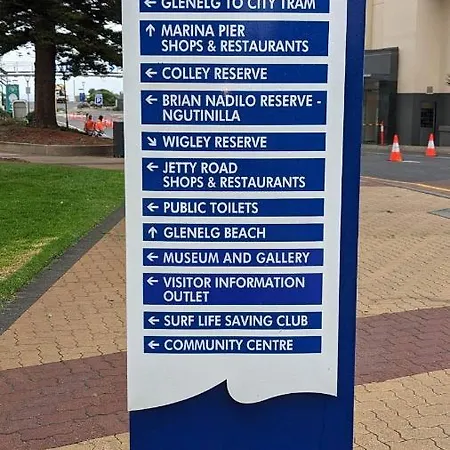 ← GLENELG TO CITY TRAM
↑ MARINA PIER
SHOPS & RESTAURANTS
← COLLEY RESERVE
← BRIAN NADILO RESERVE -
NGUTINILLA
↘ WIGLEY RESERVE
← JETTY ROAD
SHOPS & RESTAURANTS
← PUBLIC TOILETS
↑ GLENELG BEACH
← MUSEUM AND GALLERY
← VISITOR INFORMATION
OUTLET
← SURF LIFE SAVING CLUB
← COMMUNITY CENTRE